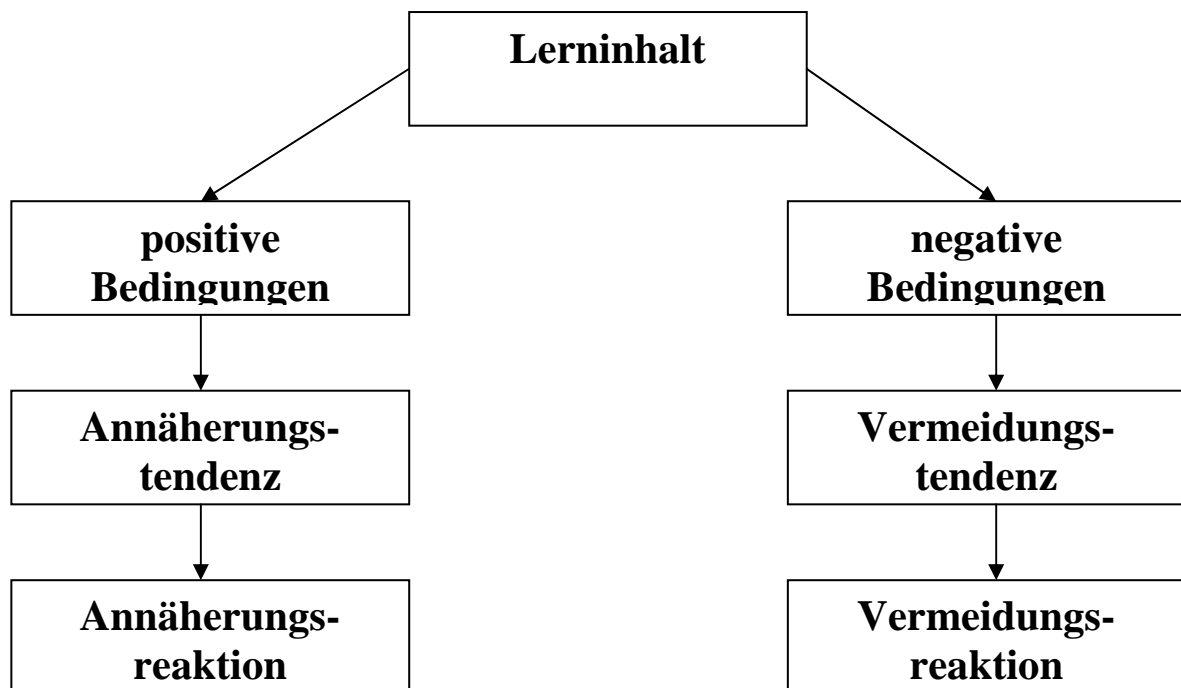 Lerninhalt
positive
Bedingungen
negative
Bedingungen
Annäherungs-
tendenz
Vermeidungs-
tendenz
Annäherungs-
reaktion
Vermeidungs-
reaktion